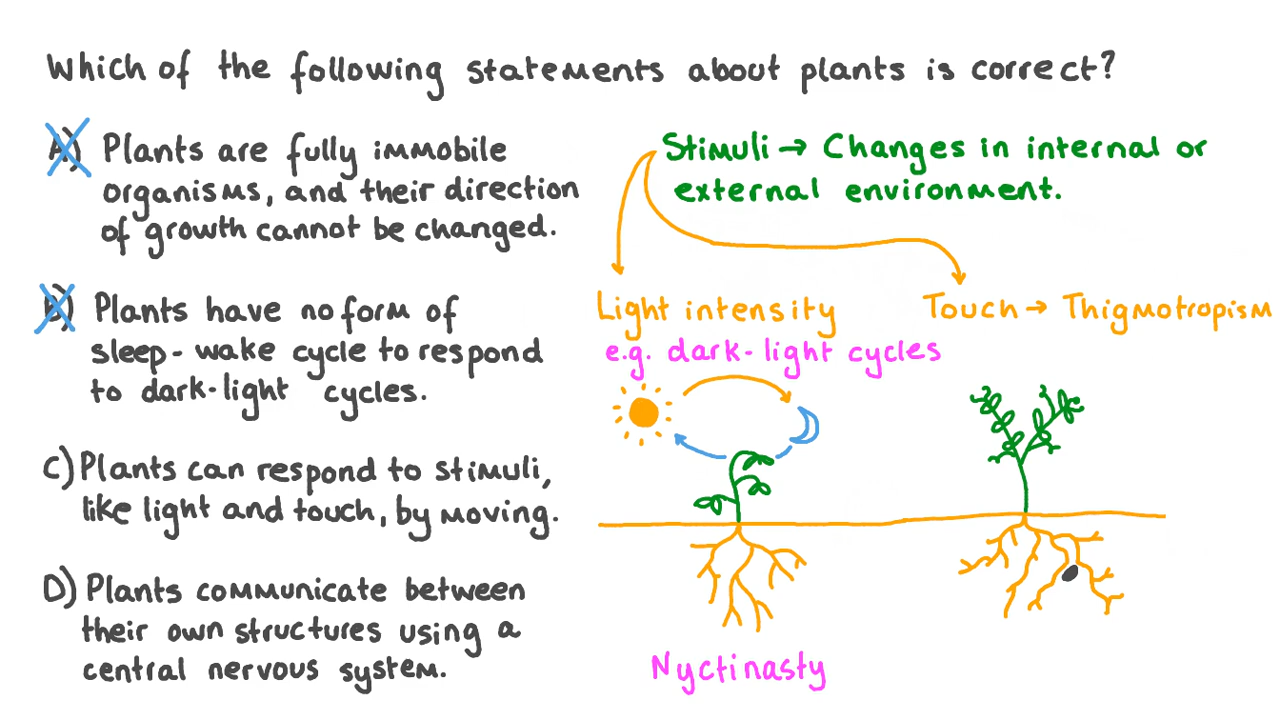 Which of the following statements about plants is correct?
A) Plants are fully immobile
organisms, and their direction
of growth cannot be changed.
B) Plants have no form of
sleep-wake cycle to respond
to dark-light cycles.
C) Plants can respond to stimuli,
like light and touch, by moving.
D) Plants communicate between
their own structures using a
central nervous system.
Stimuli → Changes in internal or
external environment.
Light intensity
e.g. dark-light cycles
Touch → Thigmotropism
Nyctinasty